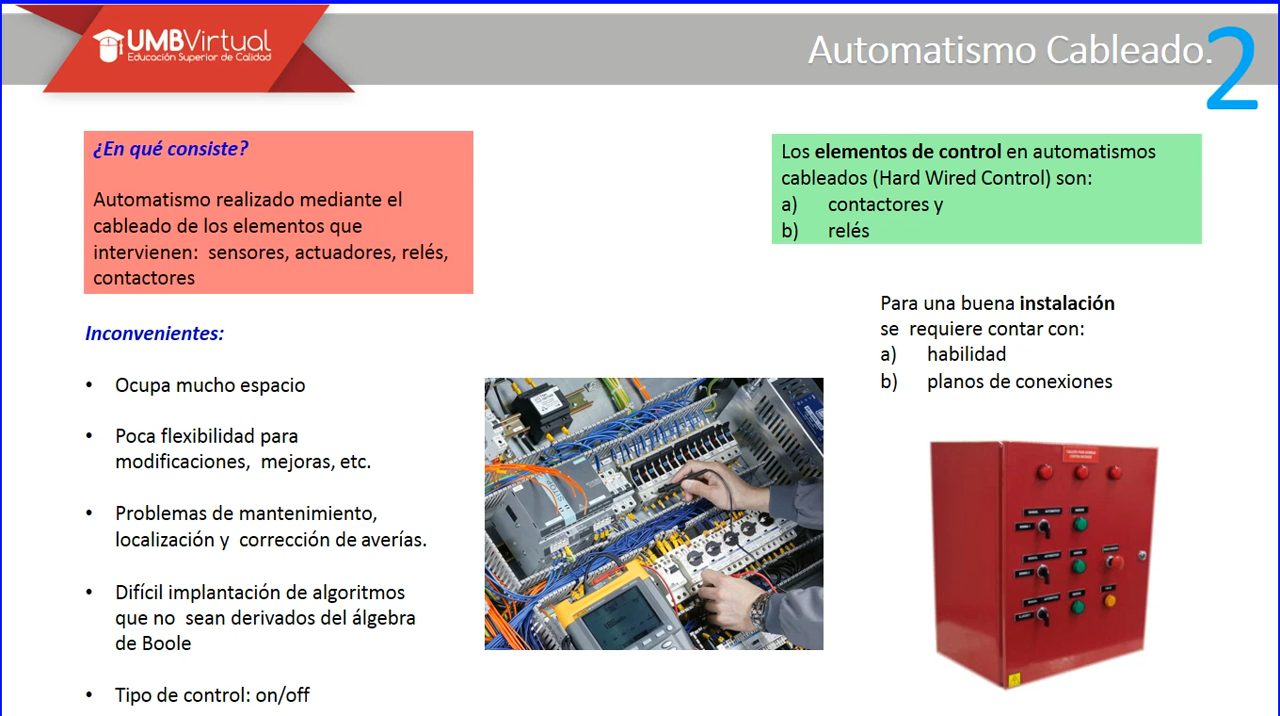 UMBVirtual
Educación Superior de Calidad
Automatismo Cableado.
2
¿En qué consiste?
Automatismo realizado mediante el
cableado de los elementos que
intervienen: sensores, actuadores, relés,
contactores
Inconvenientes:
• Ocupa mucho espacio
• Poca flexibilidad para
modificaciones, mejoras, etc.
• Problemas de mantenimiento,
localización y corrección de averías.
• Difícil implantación de algoritmos
que no sean derivados del álgebra
de Boole
• Tipo de control: on/off
Los elementos de control en automatismos
cableados (Hard Wired Control) son:
a) contactores y
b) relés
Para una buena instalación
se requiere contar con:
a) habilidad
b) planos de conexiones